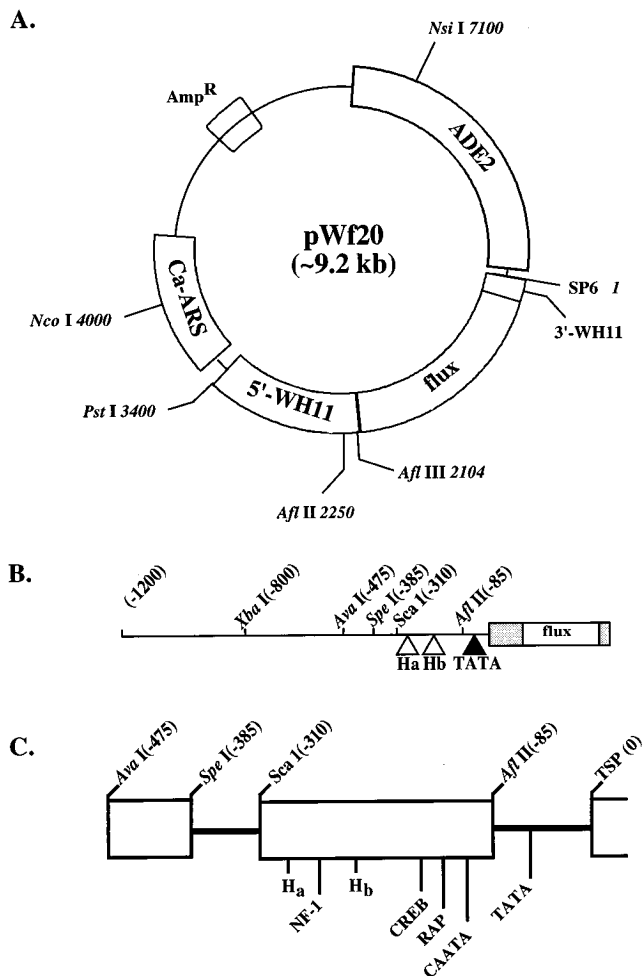 A.
Nsi I 7100
Amp^R
ADE2
pWf20
(~9.2 kb)
SP6 1
3'-WH11
flux
Ca-ARS
Nco I 4000
5'-WH11
Pst I 3400
Afl III 2104
Afl II 2250
B.
(-1200)
Xba I(-800)
Ava I(-475)
Spe I(-385)
Sca 1(-310)
Afl II(-85)
flux
Ha
Hb
TATA
C.
Ava I(-475)
Spe I(-385)
Sca 1(-310)
Afl II(-85)
TSP (0)
Ha
NF-1
Hb
CREB
RAP
CAATA
TATA